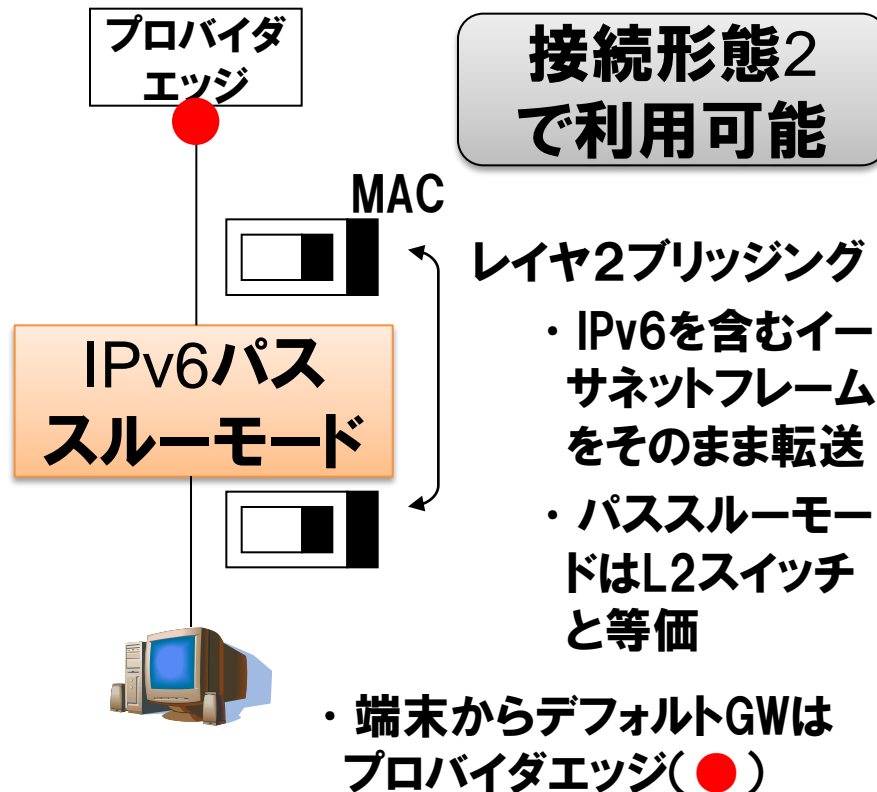 プロバイダ
エッジ
接続形態2
で利用可能
MAC
レイヤ2ブリッジング
・IPv6を含むイー
サネットフレーム
をそのまま転送
IPv6パス
スルーモード
・パススルーモー
ドはL2スイッチ
と等価
・端末からデフォルトGWは
プロバイダエッジ(●)